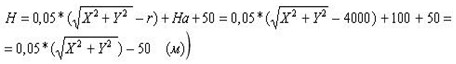 H = 0,05*(√(X² + Y²) − r) + Ha + 50 = 0,05*(√(X² + Y²) − 4000) + 100 + 50 =
= 0,05*(√(X² + Y²)) − 50 (м))